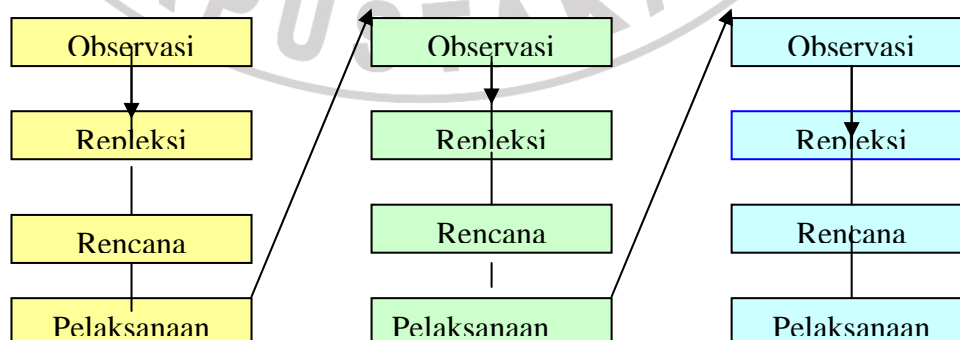 Observasi
Repleksi
Rencana
Pelaksanaan
Observasi
Repleksi
Rencana
Pelaksanaan
Observasi
Repleksi
Rencana
Pelaksanaan